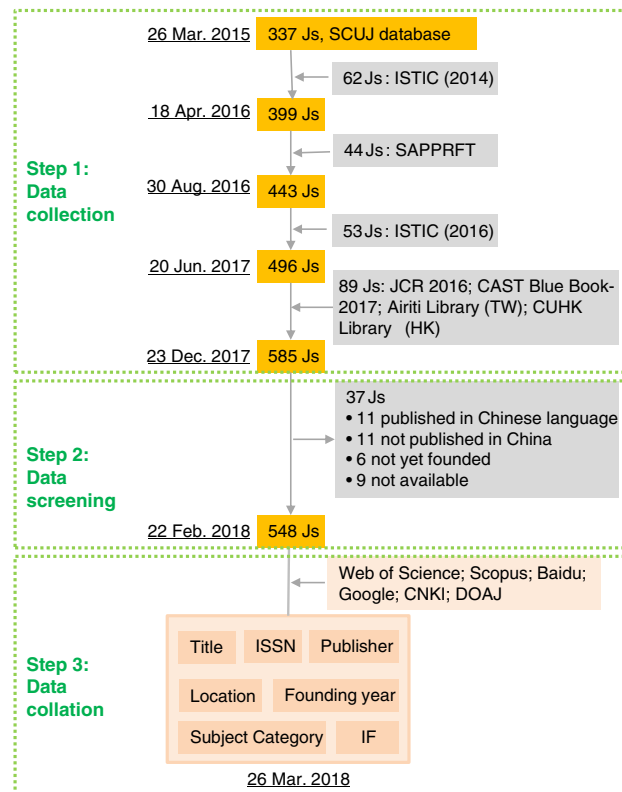 26 Mar. 2015
337 Js, SCUJ database
62 Js: ISTIC (2014)
18 Apr. 2016
399 Js
44 Js: SAPPRFT
Step 1:
Data
collection
30 Aug. 2016
443 Js
53 Js: ISTIC (2016)
20 Jun. 2017
496 Js
89 Js: JCR 2016; CAST Blue Book-
2017; Airiti Library (TW); CUHK
Library (HK)
23 Dec. 2017
585 Js
37 Js
• 11 published in Chinese language
• 11 not published in China
• 6 not yet founded
• 9 not available
Step 2:
Data
screening
22 Feb. 2018
548 Js
Web of Science; Scopus; Baidu;
Google; CNKI; DOAJ
Step 3:
Data
collation
Title
ISSN
Publisher
Location
Founding year
Subject Category
IF
26 Mar. 2018